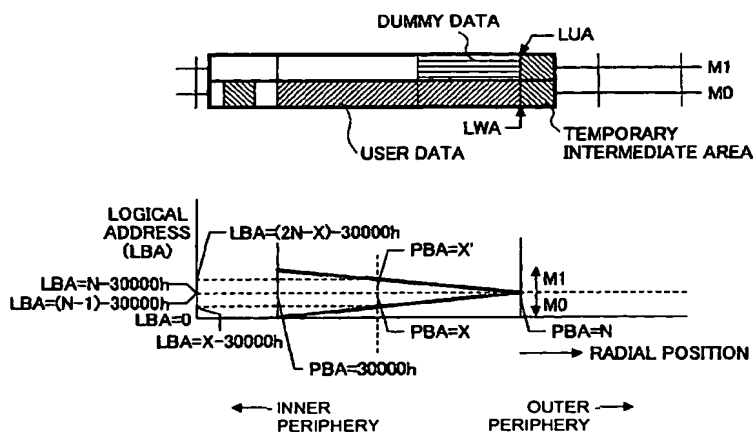 DUMMY DATA
LUA
M1
M0
LWA
USER DATA
TEMPORARY
INTERMEDIATE AREA
LOGICAL
ADDRESS
(LBA)
LBA=(2N-X)-30000h
PBA=X'
LBA=N-30000h
LBA=(N-1)-30000h
LBA=0
LBA=X-30000h
M1
M0
PBA=X
PBA=N
PBA=30000h
RADIAL POSITION
INNER
PERIPHERY
OUTER
PERIPHERY